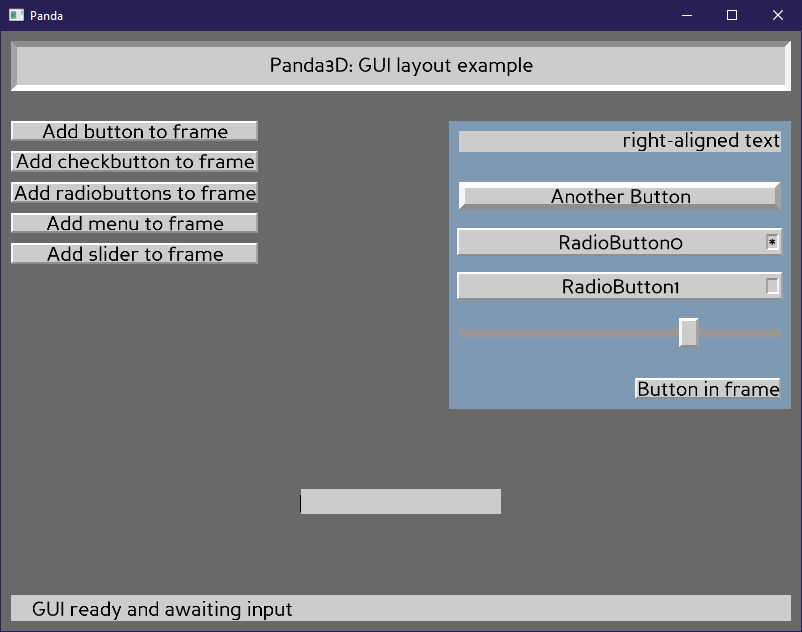 Panda
Panda3D: GUI layout example
Add button to frame
Add checkbutton to frame
Add radiobuttons to frame
Add menu to frame
Add slider to frame
right-aligned text
Another Button
RadioButton0 *
RadioButton1
Button in frame
GUI ready and awaiting input